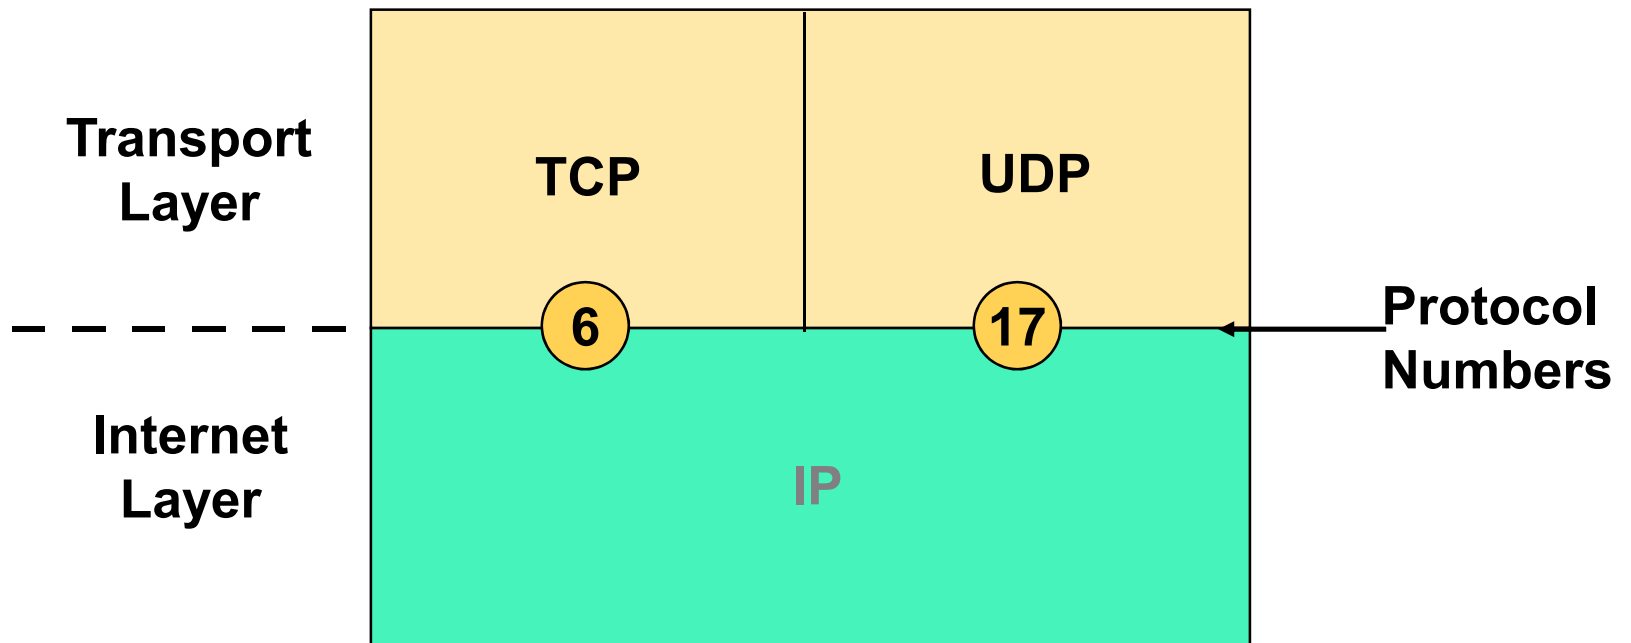 Transport
Layer
TCP
UDP
6
17
Protocol
Numbers
Internet
Layer
IP